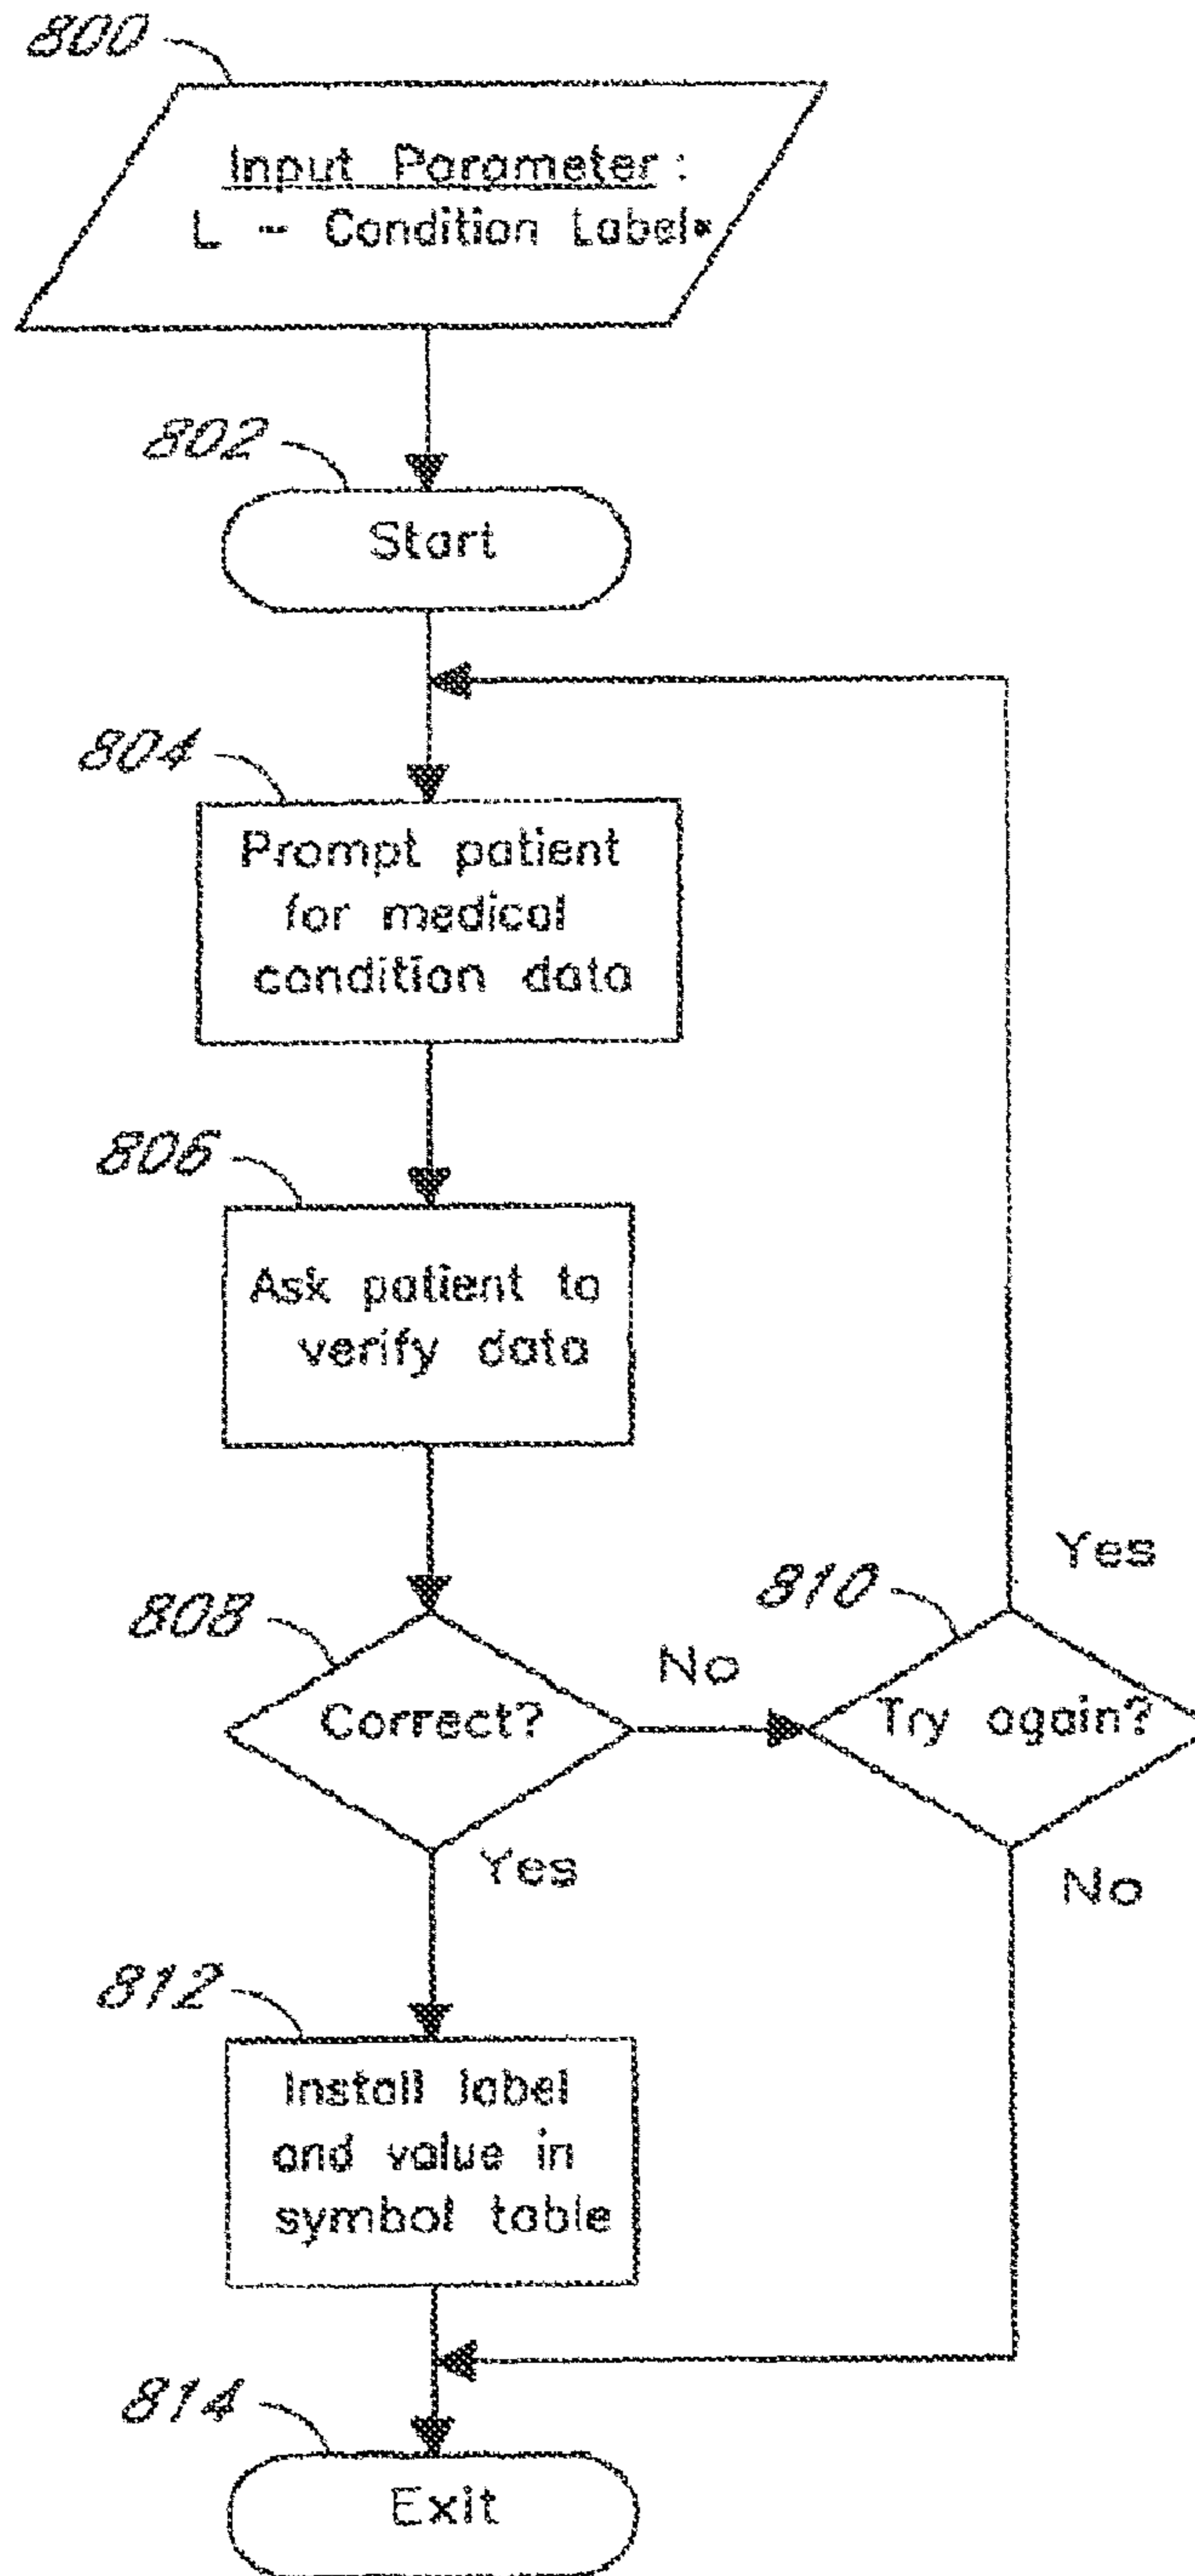 800
Input Parameter:
L - Condition Label*
802
Start
804
Prompt patient
for medical
condition data
806
Ask patient to
verify data
808
Correct?
No
810
Try again?
Yes
No
Yes
812
Install label
and value in
symbol table
814
Exit